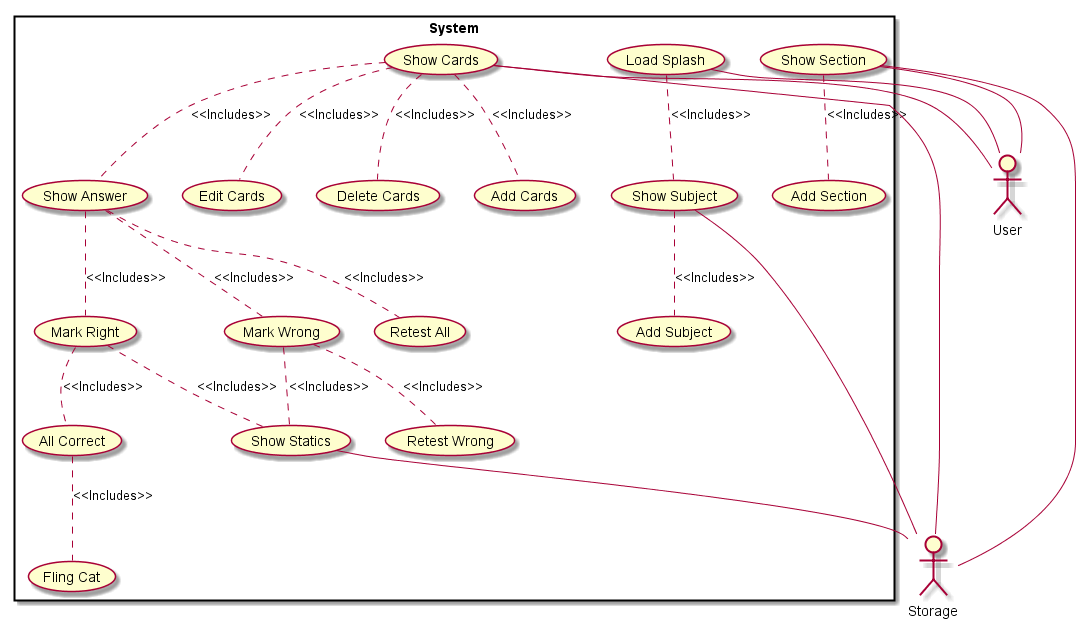 System
Show Cards
Load Splash
Show Section
<<Includes>>
<<Includes>>
<<Includes>>
<<Includes>>
<<Includes>>
<<Includes>>
Show Answer
Edit Cards
Delete Cards
Add Cards
Show Subject
Add Section
User
<<Includes>>
<<Includes>>
<<Includes>>
<<Includes>>
Mark Right
Mark Wrong
Retest All
Add Subject
<<Includes>>
<<Includes>>
<<Includes>>
<<Includes>>
All Correct
Show Statics
Retest Wrong
<<Includes>>
Fling Cat
Storage